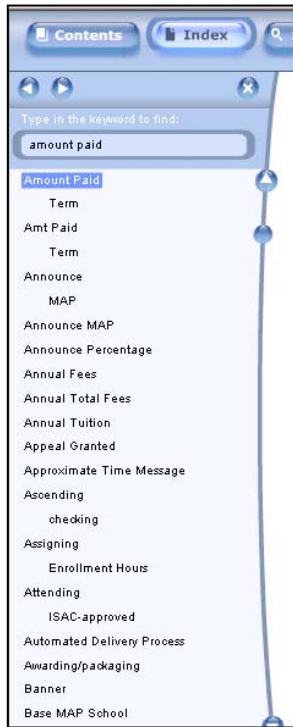 Contents Index
Type in the keyword to find:
amount paid
Amount Paid
Term
Amt Paid
Term
Announce
MAP
Announce MAP
Announce Percentage
Annual Fees
Annual Total Fees
Annual Tuition
Appeal Granted
Approximate Time Message
Ascending
checking
Assigning
Enrollment Hours
Attending
ISAC-approved
Automated Delivery Process
Awarding/packaging
Banner
Base MAP School